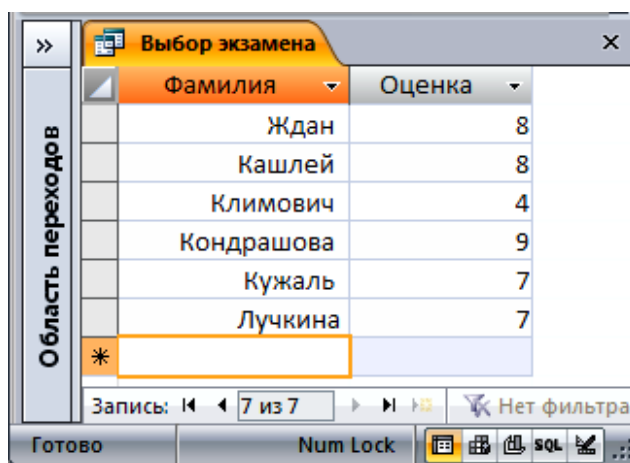 Выбор экзамена
Фамилия Оценка
Ждан 8
Кашлей 8
Климович 4
Кондрашова 9
Кужаль 7
Лучкина 7
Область переходов
Запись: 7 из 7 Нет фильтра
Готово Num Lock SQL